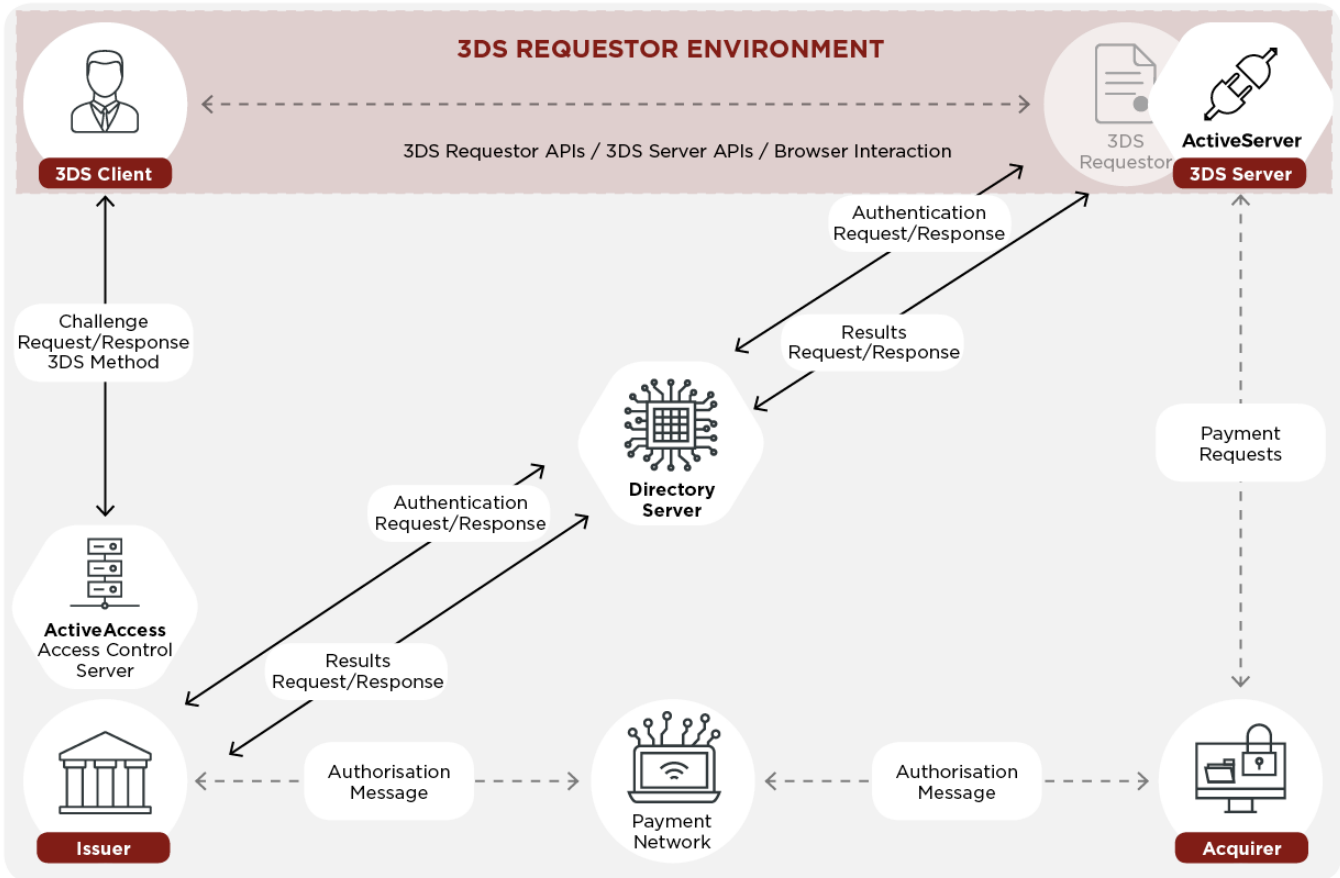 3DS REQUESTOR ENVIRONMENT
3DS Requestor APIs / 3DS Server APIs / Browser Interaction
3DS Client
3DS
Requestor
ActiveServer
3DS Server
Authentication
Request/Response
Results
Request/Response
Challenge
Request/Response
3DS Method
Payment
Requests
Directory
Server
Authentication
Request/Response
Results
Request/Response
ActiveAccess
Access Control
Server
Issuer
Authorisation
Message
Payment
Network
Authorisation
Message
Acquirer